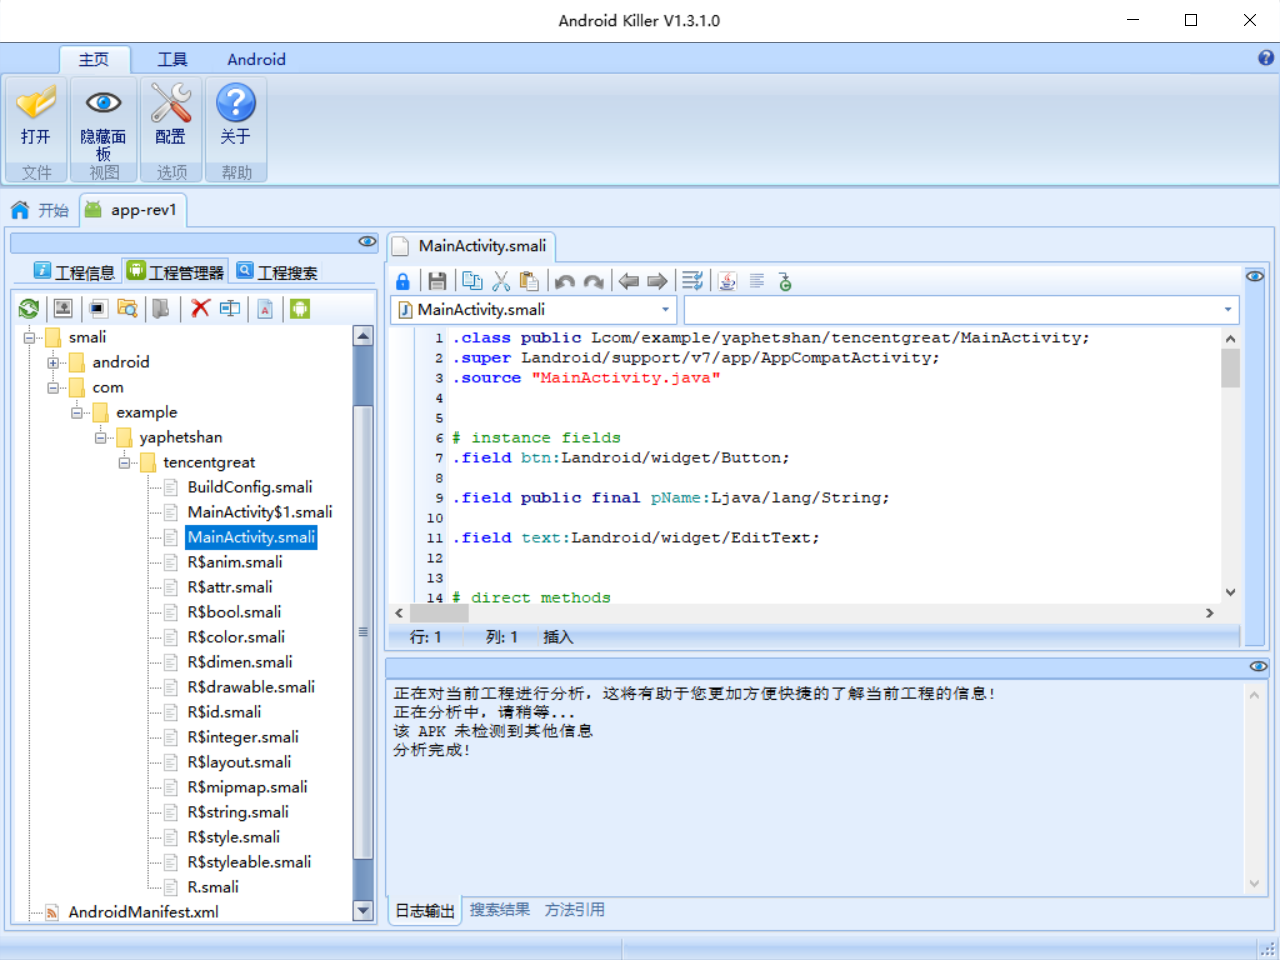 Android Killer V1.3.1.0
主页 工具 Android
打开 隐藏面板 配置 关于
文件 视图 选项 帮助
开始 app-rev1
工程信息 工程管理器 工程搜索
smali
android
com
example
yaphetshan
tencentgreat
BuildConfig.smali
MainActivity$1.smali
MainActivity.smali
R$anim.smali
R$attr.smali
R$bool.smali
R$color.smali
R$dimen.smali
R$drawable.smali
R$id.smali
R$integer.smali
R$layout.smali
R$mipmap.smali
R$string.smali
R$style.smali
R$styleable.smali
R.smali
AndroidManifest.xml
MainActivity.smali
MainActivity.smali
1 .class public Lcom/example/yaphetshan/tencentgreat/MainActivity;
2 .super Landroid/support/v7/app/AppCompatActivity;
3 .source "MainActivity.java"
4
5
6 # instance fields
7 .field btn:Landroid/widget/Button;
8
9 .field public final pName:Ljava/lang/String;
10
11 .field text:Landroid/widget/EditText;
12
13
14 # direct methods
行: 1 列: 1 插入
正在对当前工程进行分析，这将有助于您更加方便快捷的了解当前工程的信息！
正在分析中，请稍等...
该 APK 未检测到其他信息
分析完成！
日志输出 搜索结果 方法引用